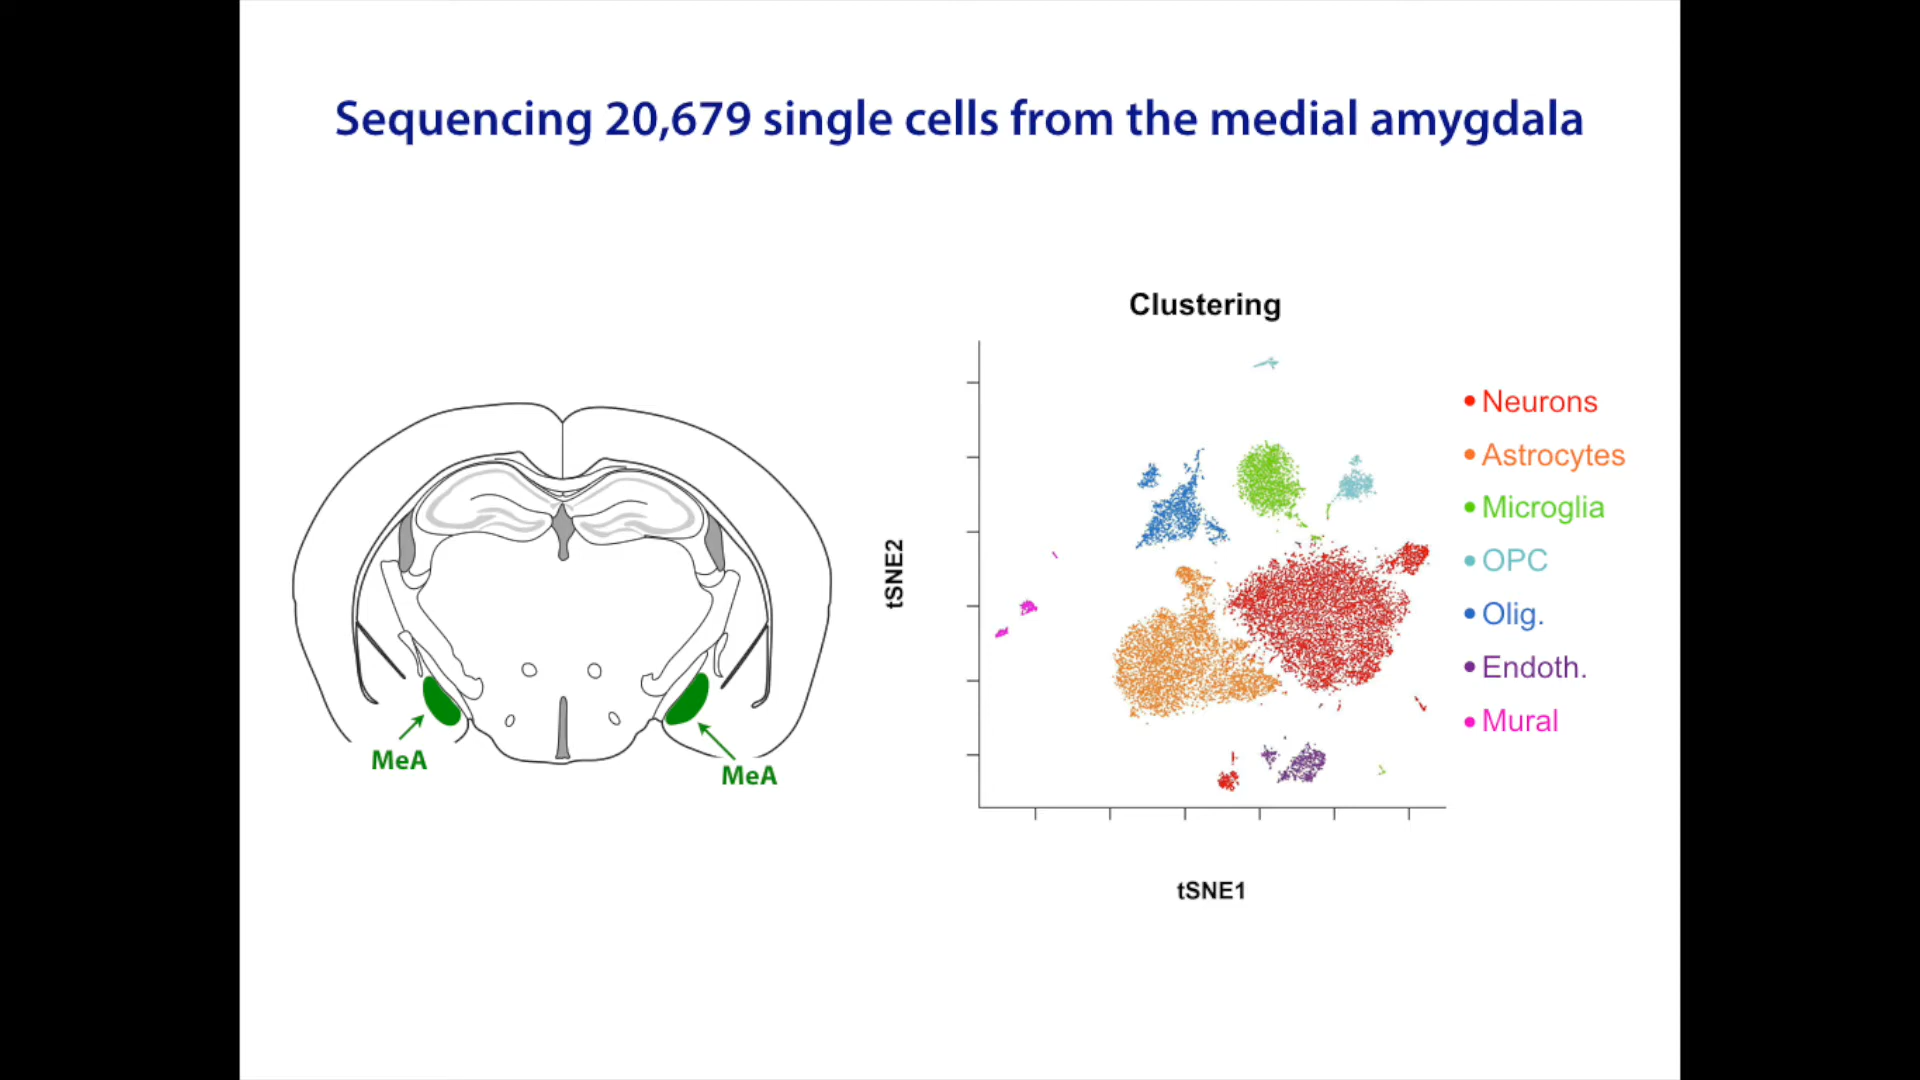 Sequencing 20,679 single cells from the medial amygdala
MeA
MeA
Clustering
tSNE2
tSNE1
Neurons
Astrocytes
Microglia
OPC
Olig.
Endoth.
Mural